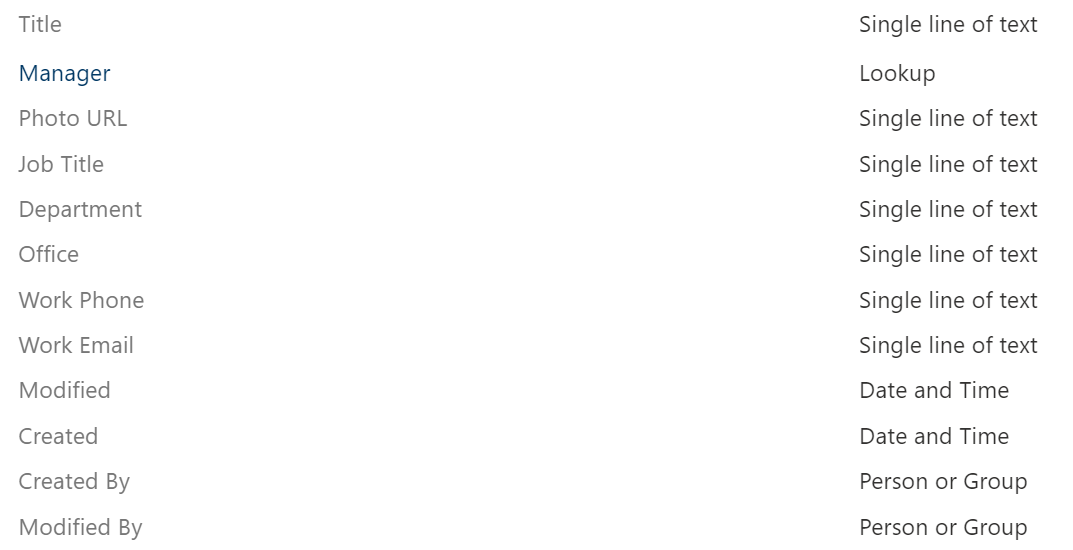 Title Single line of text
Manager Lookup
Photo URL Single line of text
Job Title Single line of text
Department Single line of text
Office Single line of text
Work Phone Single line of text
Work Email Single line of text
Modified Date and Time
Created Date and Time
Created By Person or Group
Modified By Person or Group